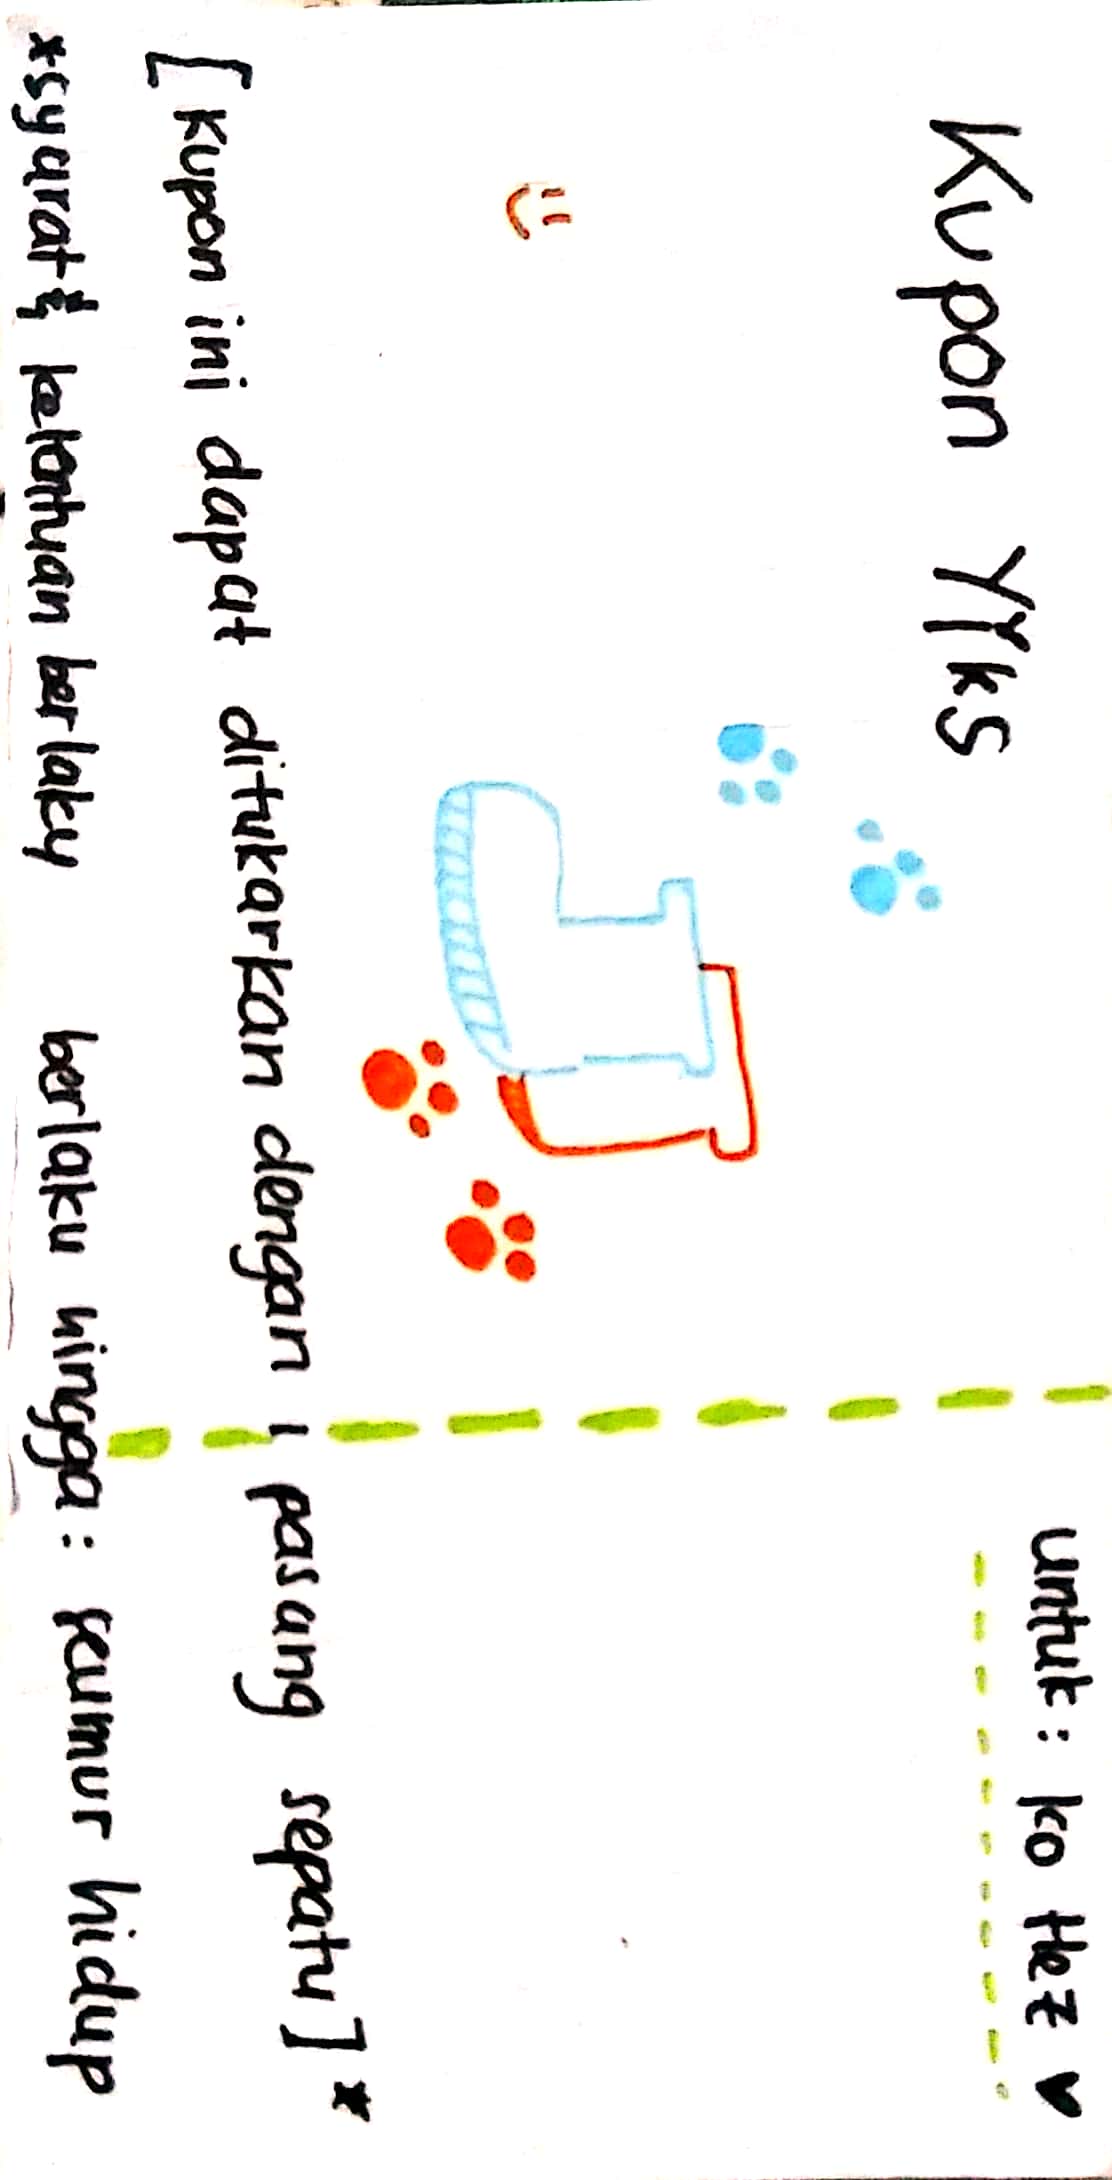 Kupon YYks
untuk: ko Hez ♥
[Kupon ini dapat ditukarkan dengan 1 pasang sepatu]*
*syarat & ketentuan berlaku
berlaku hingga: seumur hidup